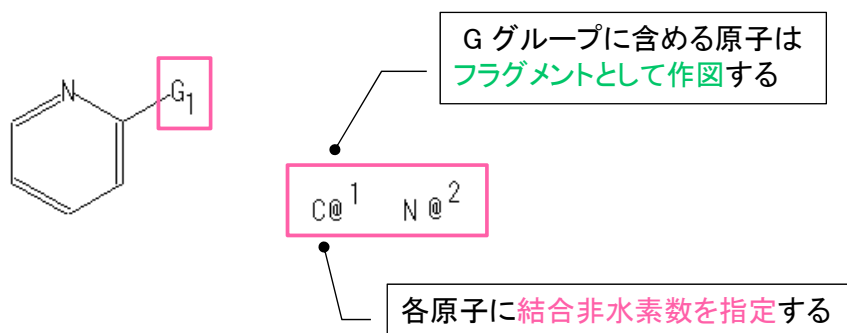 G グループに含める原子は
フラグメントとして作図する
N
G1
C@1 N@2
各原子に結合非水素数を指定する